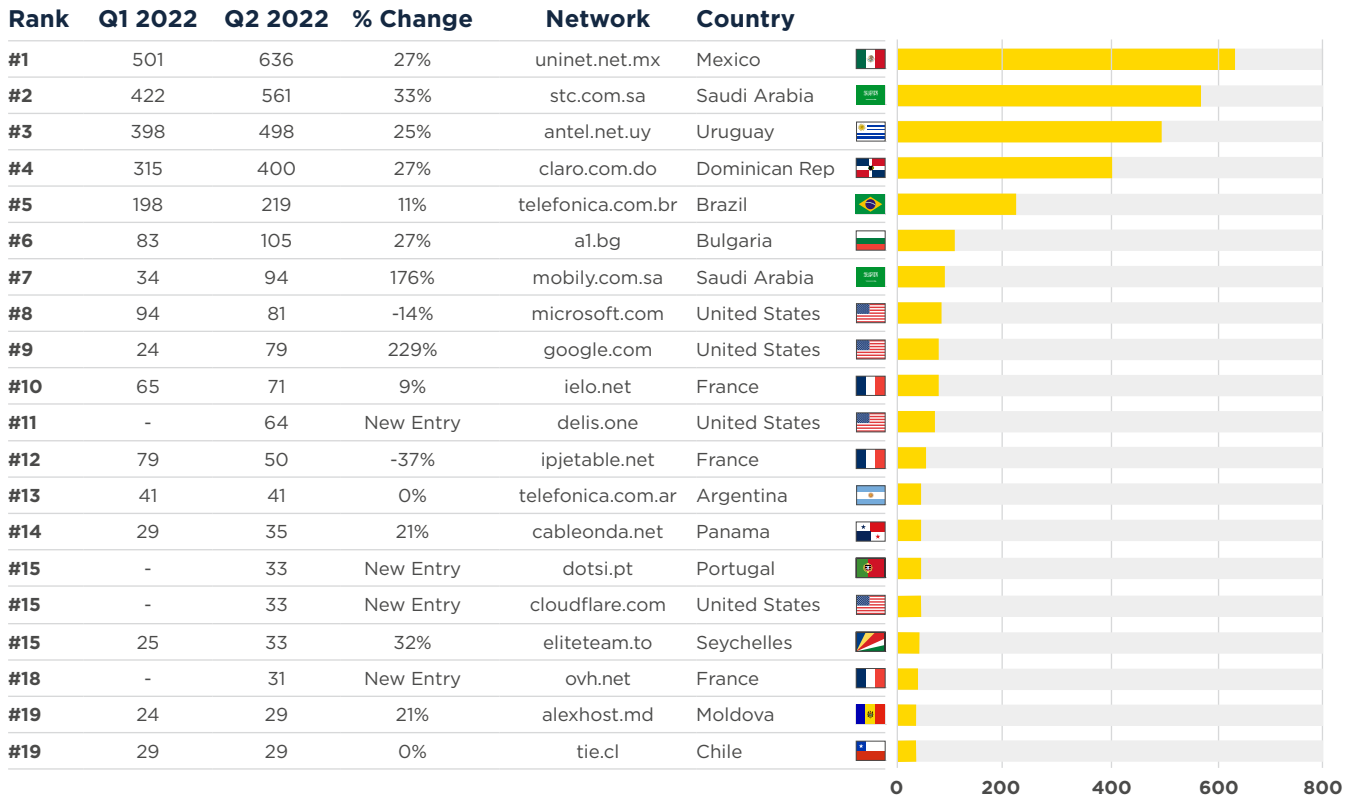 Rank Q1 2022 Q2 2022 % Change Network Country
#1 501 636 27% uninet.net.mx Mexico
#2 422 561 33% stc.com.sa Saudi Arabia
#3 398 498 25% antel.net.uy Uruguay
#4 315 400 27% claro.com.do Dominican Rep
#5 198 219 11% telefonica.com.br Brazil
#6 83 105 27% a1.bg Bulgaria
#7 34 94 176% mobily.com.sa Saudi Arabia
#8 94 81 -14% microsoft.com United States
#9 24 79 229% google.com United States
#10 65 71 9% ielo.net France
#11 - 64 New Entry delis.one United States
#12 79 50 -37% ipjetable.net France
#13 41 41 0% telefonica.com.ar Argentina
#14 29 35 21% cableonda.net Panama
#15 - 33 New Entry dotsi.pt Portugal
#15 - 33 New Entry cloudflare.com United States
#15 25 33 32% eliteteam.to Seychelles
#18 - 31 New Entry ovh.net France
#19 24 29 21% alexhost.md Moldova
#19 29 29 0% tie.cl Chile
0 200 400 600 800